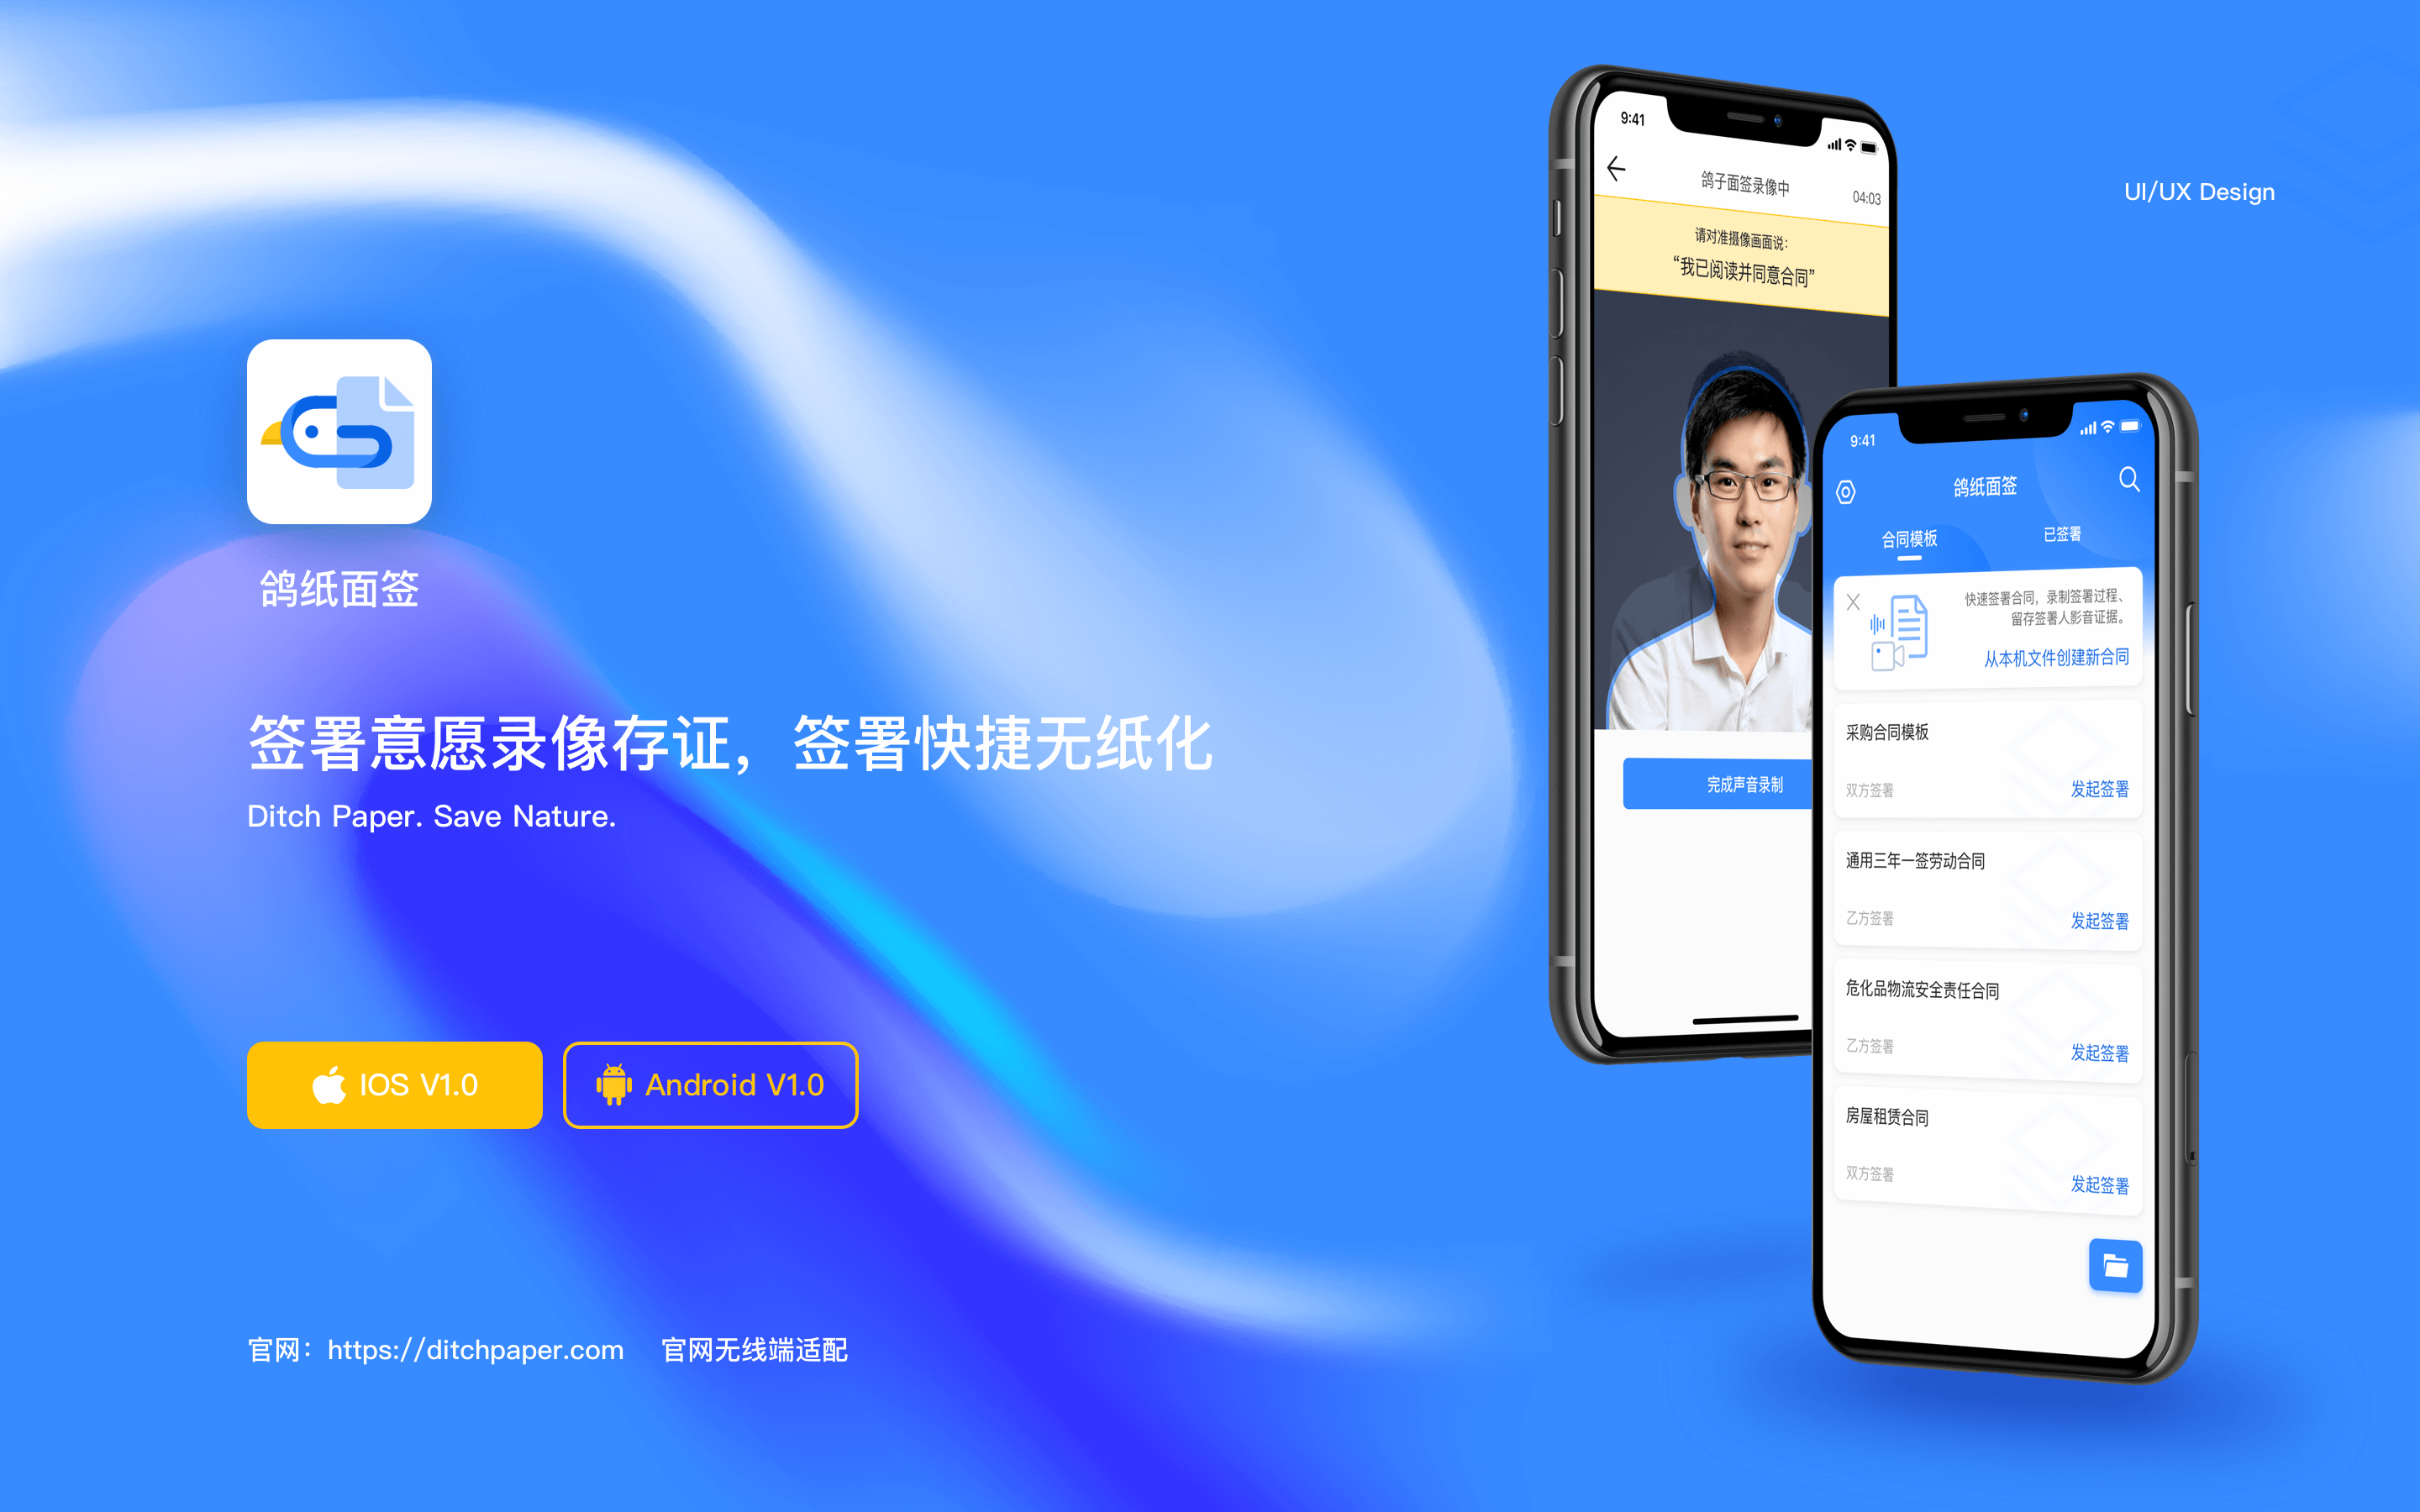 UI/UX Design
鸽纸面签
签署意愿录像存证，签署快捷无纸化
Ditch Paper. Save Nature.
IOS V1.0
Android V1.0
官网：https://ditchpaper.com
官网无线端适配
9:41
鸽子面签录像中
04:03
请对准摄像画面说：
“我已阅读并同意合同”
完成声音录制
9:41
鸽纸面签
合同模板
已签署
快速签署合同，录制签署过程、
留存签署人影音证据。
从本机文件创建新合同
采购合同模板
双方签署
发起签署
通用三年一签劳动合同
乙方签署
发起签署
危化品物流安全责任合同
乙方签署
发起签署
房屋租赁合同
双方签署
发起签署